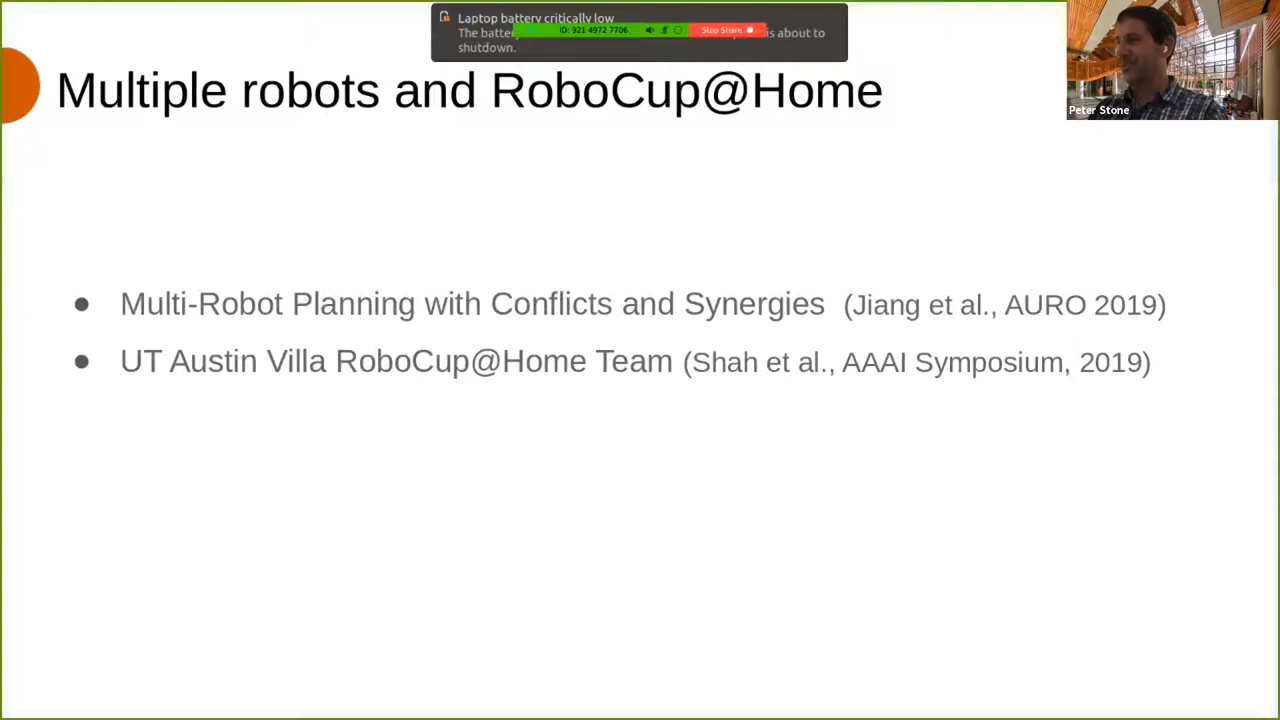 Laptop battery critically low
The battery
is about to
shutdown.
ID: 921 4972 7706
Stop Share
Multiple robots and RoboCup@Home
Peter Stone
● Multi-Robot Planning with Conflicts and Synergies (Jiang et al., AURO 2019)
● UT Austin Villa RoboCup@Home Team (Shah et al., AAAI Symposium, 2019)